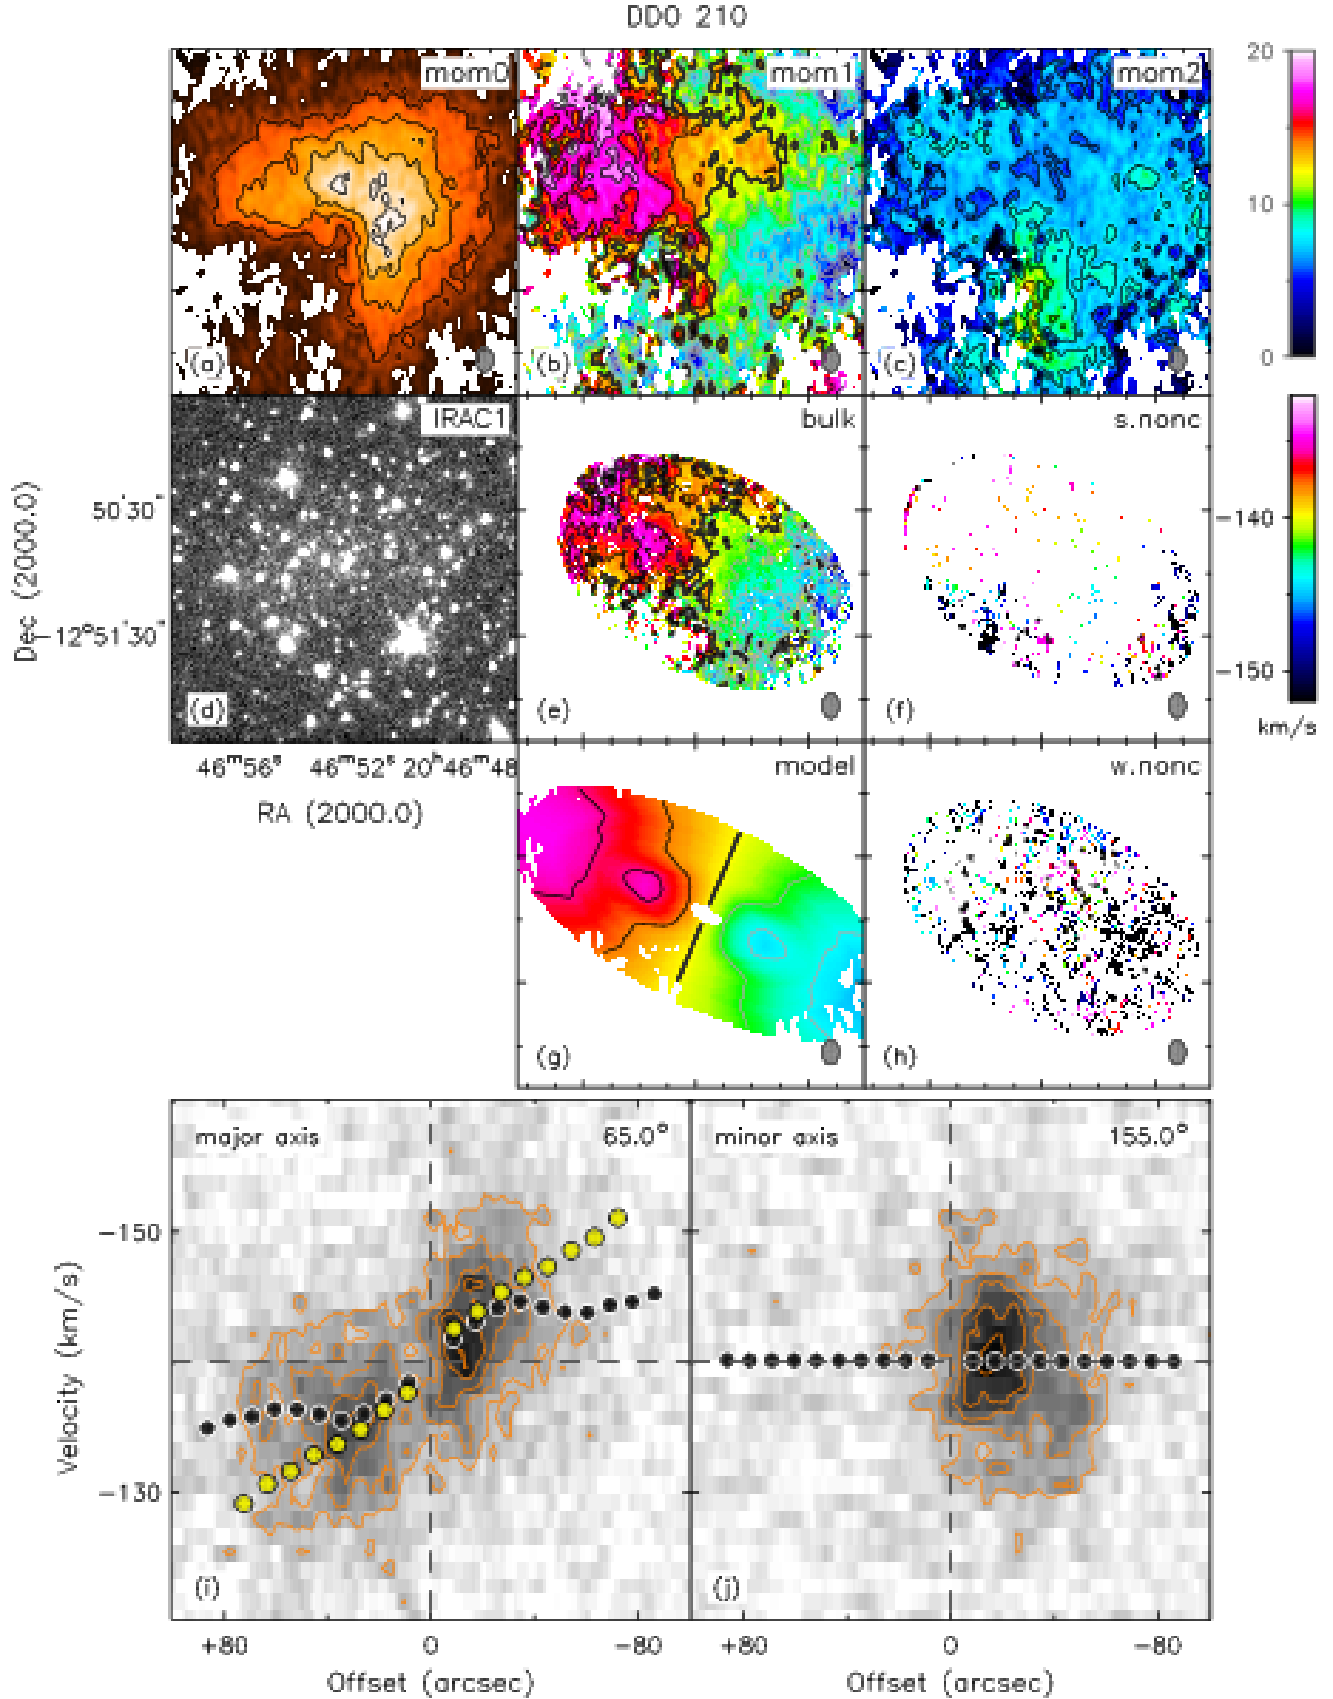 DDO 210
mom0
mom1
mom2
20
10
0
(a)
(b)
(c)
IRAC1
bulk
s.nonc
50'30"
−12°51'30"
Dec (2000.0)
−140
−150
km/s
(d)
(e)
(f)
46ᵐ56ˢ 46ᵐ52ˢ 20ʰ46ᵐ48
RA (2000.0)
model
w.nonc
(g)
(h)
major axis 65.0°
minor axis 155.0°
−150
−130
Velocity (km/s)
(i)
(j)
+80 0 −80
+80 0 −80
Offset (arcsec)
Offset (arcsec)